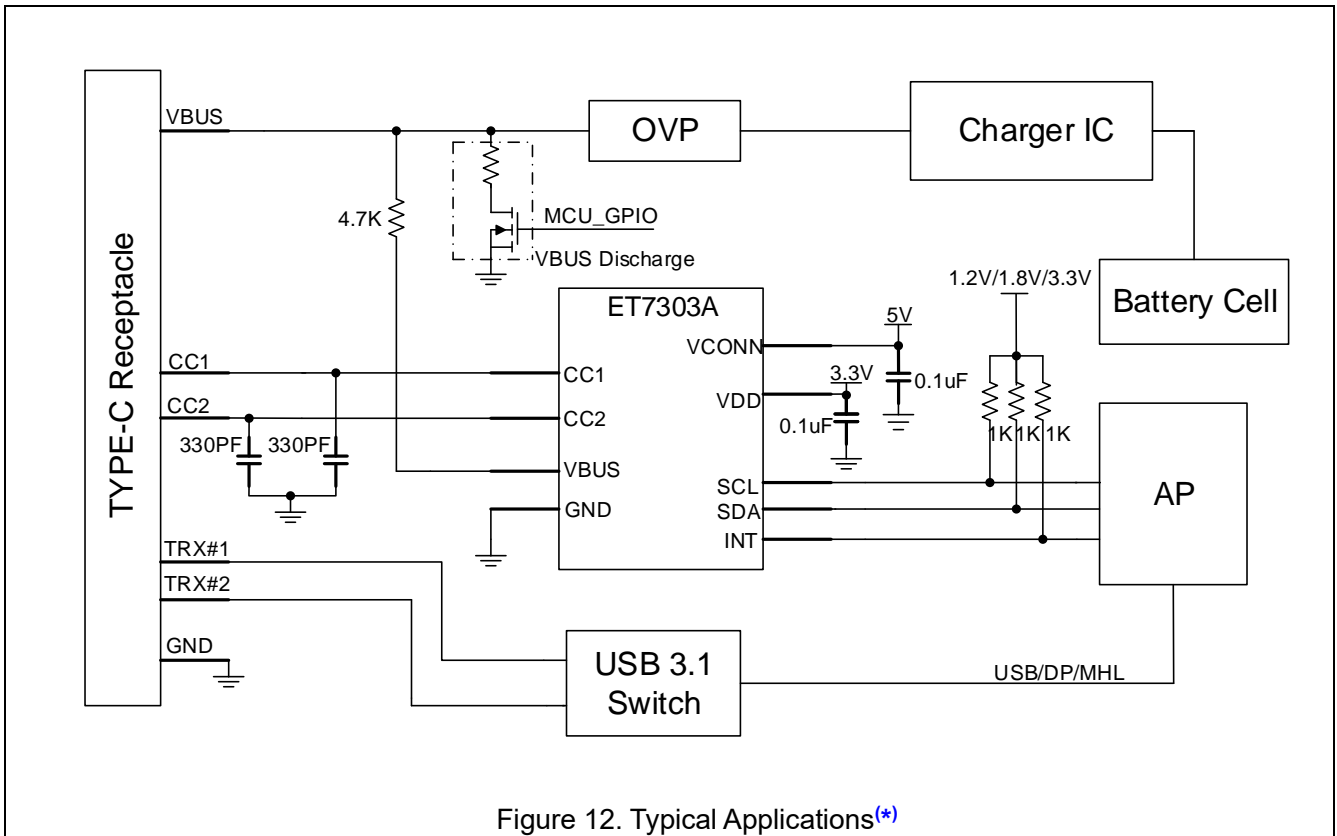 VBUS
OVP
Charger IC
4.7K
MCU_GPIO
VBUS Discharge
1.2V/1.8V/3.3V
Battery Cell
TYPE-C Receptacle
ET7303A
5V
VCONN
CC1
CC1
3.3V
0.1uF
VDD
CC2
CC2
0.1uF
1K 1K 1K
330PF 330PF
VBUS
SCL
AP
GND
SDA
INT
TRX#1
TRX#2
GND
USB 3.1
Switch
USB/DP/MHL
Figure 12. Typical Applications(*)